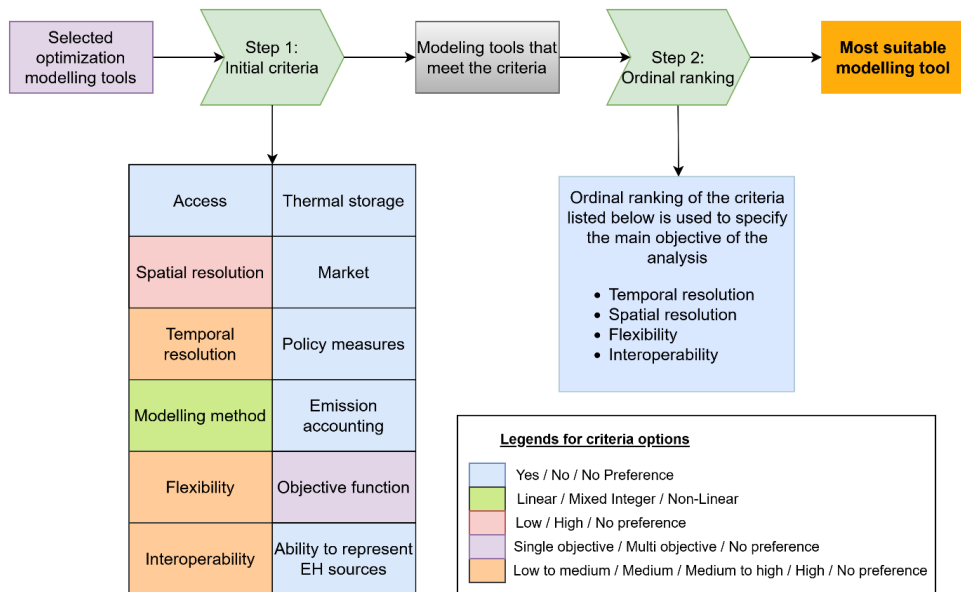 Selected
optimization
modelling tools
Step 1:
Initial criteria
Modeling tools that
meet the criteria
Step 2:
Ordinal ranking
Most suitable
modelling tool
Access
Thermal storage
Spatial resolution
Market
Temporal
resolution
Policy measures
Modelling method
Emission
accounting
Flexibility
Objective function
Interoperability
Ability to represent
EH sources
Ordinal ranking of the criteria
listed below is used to specify
the main objective of the
analysis
• Temporal resolution
• Spatial resolution
• Flexibility
• Interoperability
Legends for criteria options
Yes / No / No Preference
Linear / Mixed Integer / Non-Linear
Low / High / No preference
Single objective / Multi objective / No preference
Low to medium / Medium / Medium to high / High / No preference